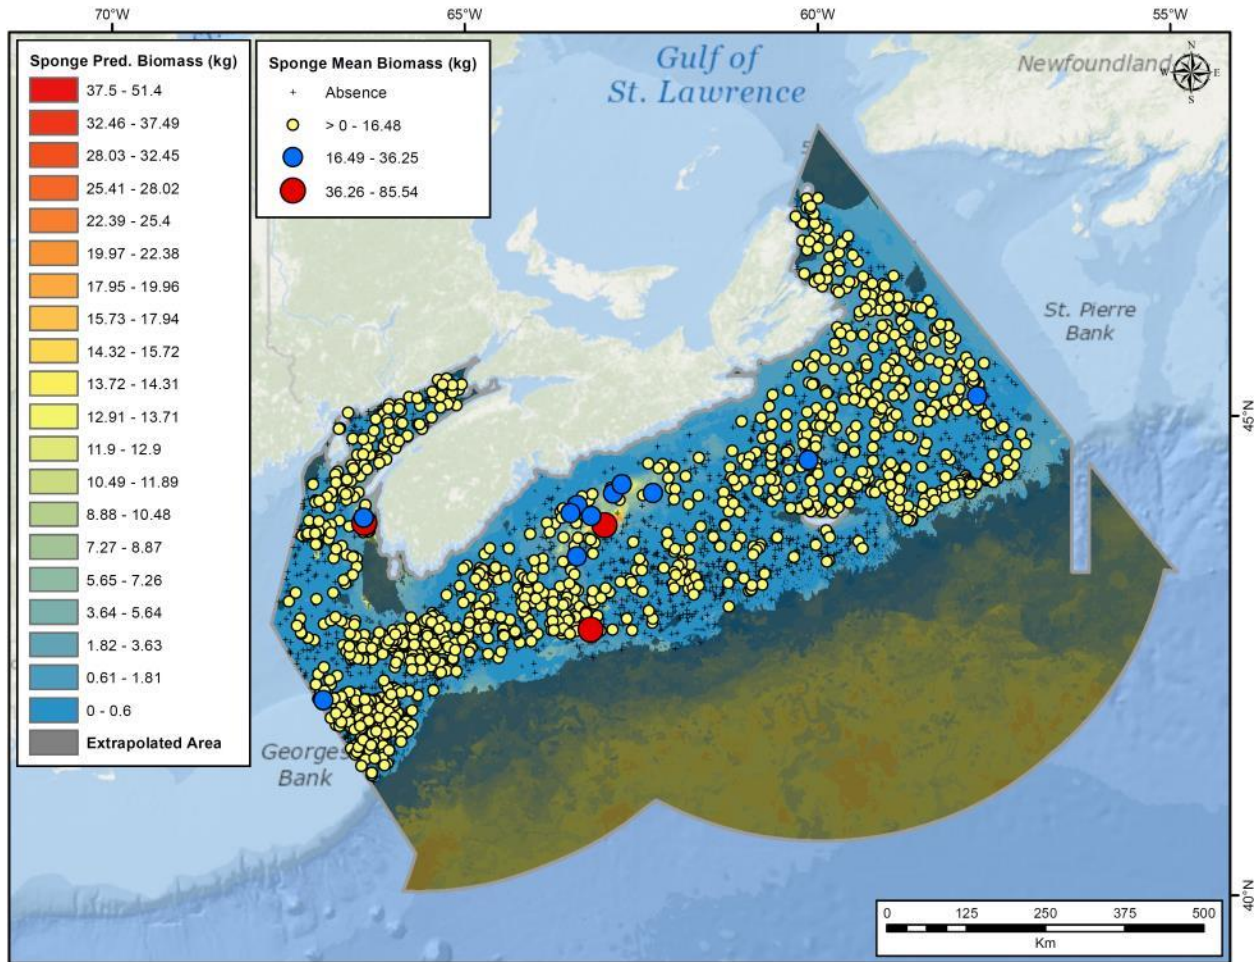 70°W
65°W
60°W
55°W
Sponge Pred. Biomass (kg)
37.5 - 51.4
32.46 - 37.49
28.03 - 32.45
25.41 - 28.02
22.39 - 25.4
19.97 - 22.38
17.95 - 19.96
15.73 - 17.94
14.32 - 15.72
13.72 - 14.31
12.91 - 13.71
11.9 - 12.9
10.49 - 11.89
8.88 - 10.48
7.27 - 8.87
5.65 - 7.26
3.64 - 5.64
1.82 - 3.63
0.61 - 1.81
0 - 0.6
Extrapolated Area
Sponge Mean Biomass (kg)
Absence
> 0 - 16.48
16.49 - 36.25
36.26 - 85.54
Gulf of
St. Lawrence
Newfoundland
N
W
E
S
St. Pierre
Bank
45°N
Georges
Bank
40°N
0
125
250
375
500
Km